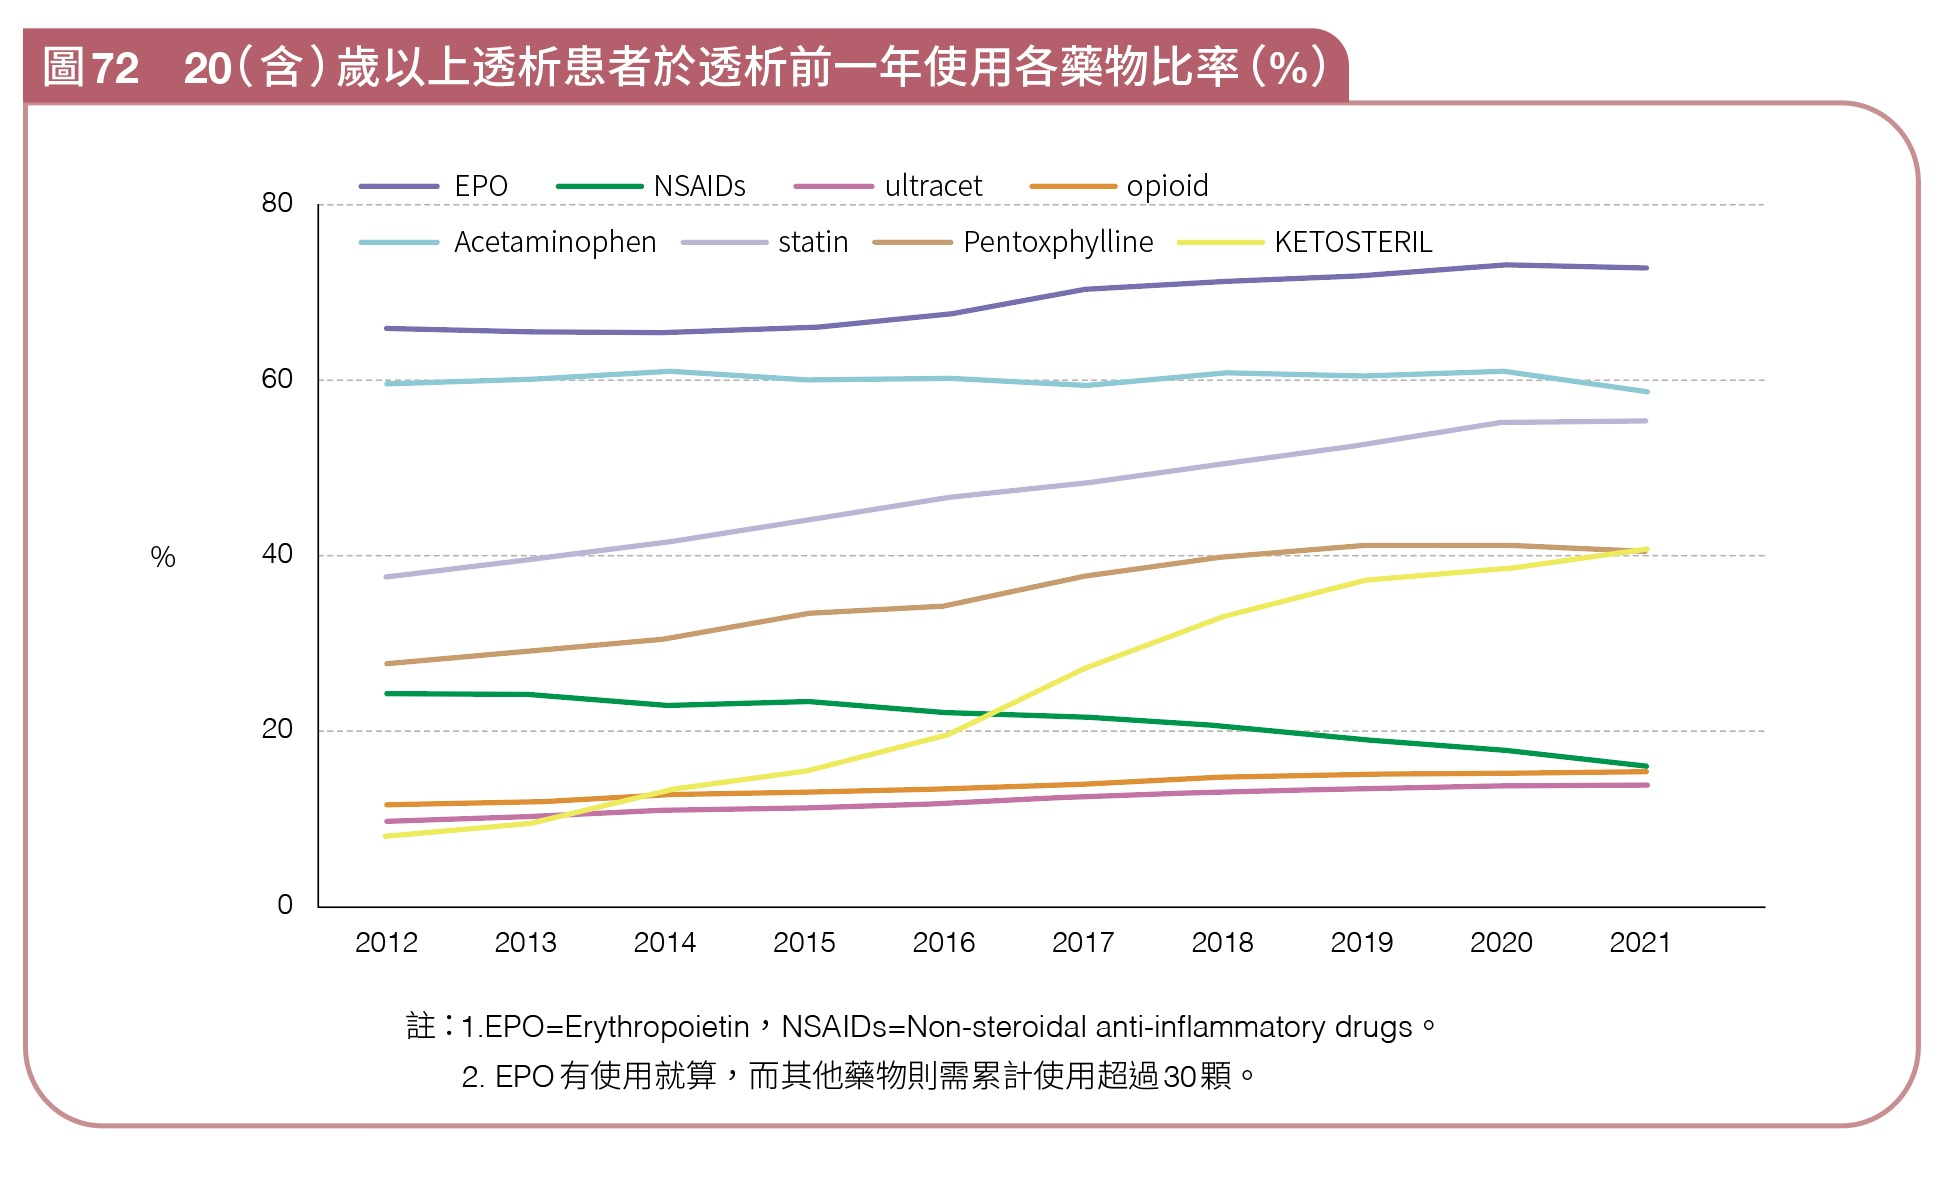 圖72 20(含)歲以上透析患者於透析前一年使用各藥物比率(%)
EPO NSAIDs ultracet opioid
80
Acetaminophen statin Pentoxphylline KETOSTERIL
60
40
%
20
0
2012 2013 2014 2015 2016 2017 2018 2019 2020 2021
註：1.EPO=Erythropoietin，NSAIDs=Non-steroidal anti-inflammatory drugs。
2. EPO有使用就算，而其他藥物則需累計使用超過30顆。